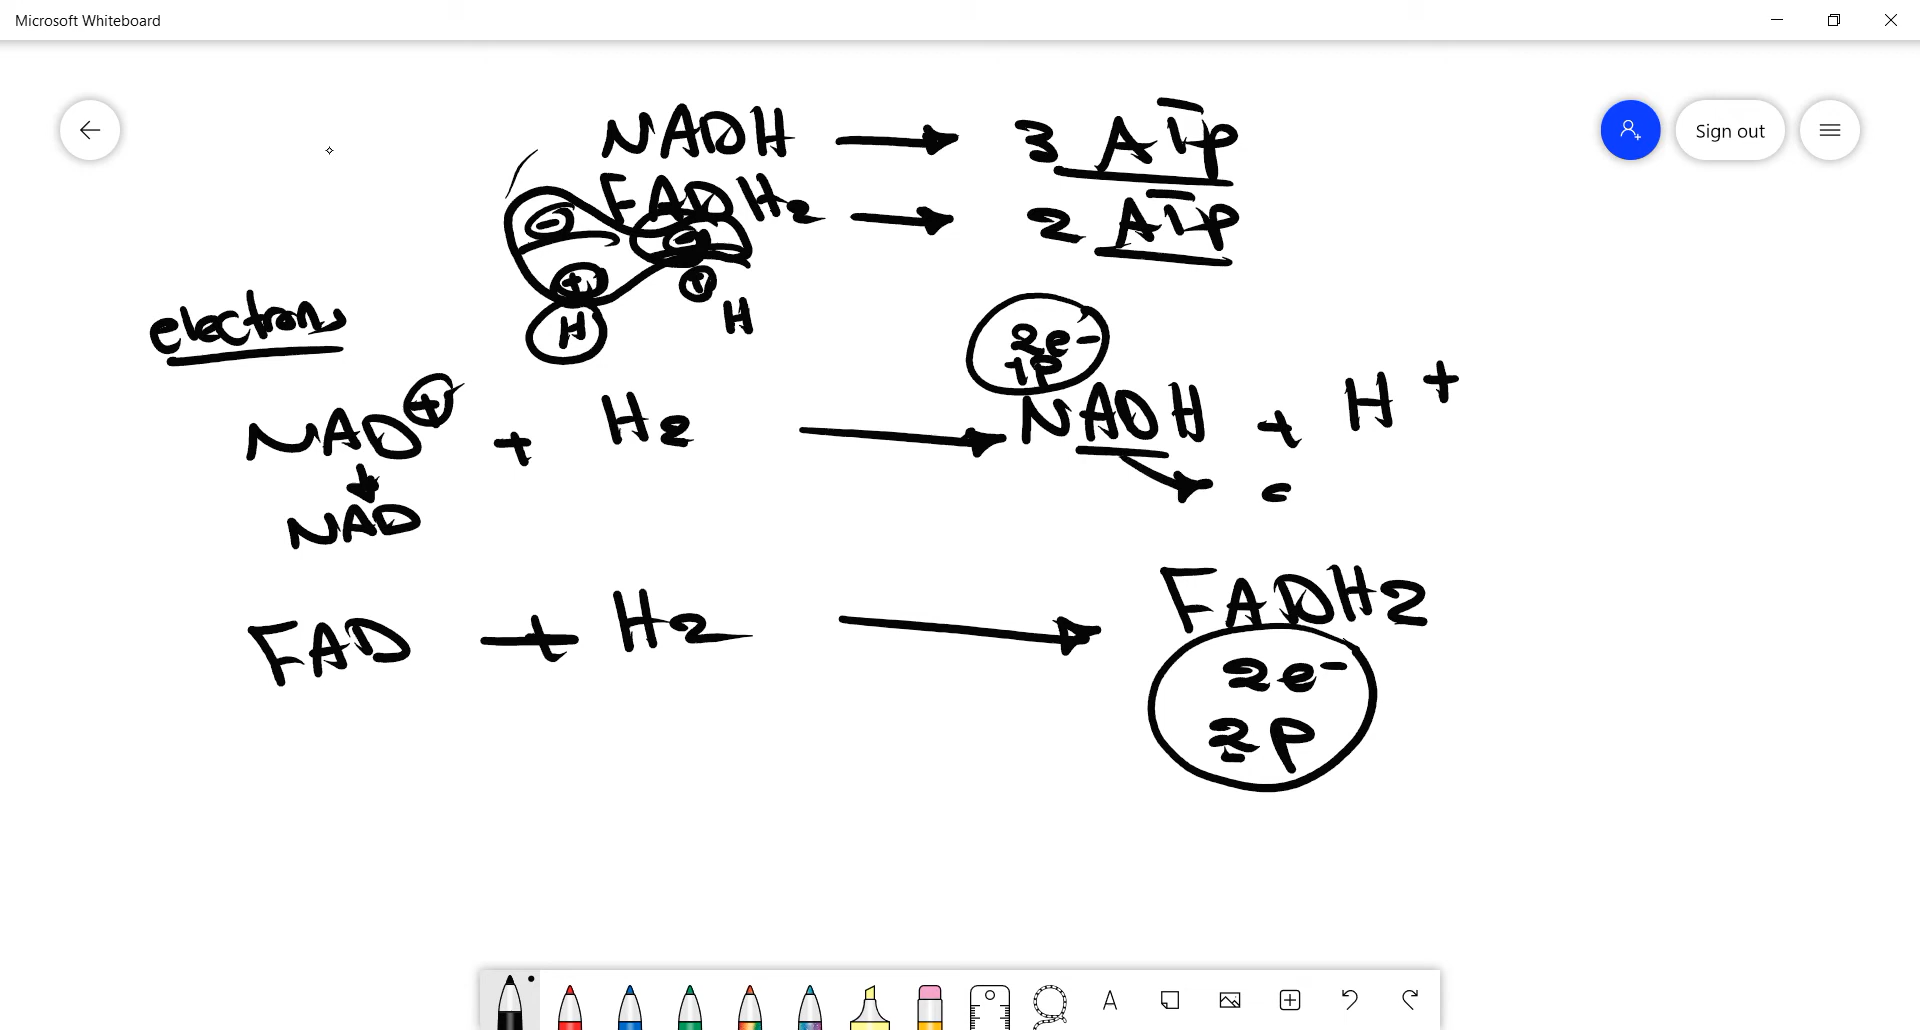 Microsoft Whiteboard
Sign out
NADH → 3 ATP
FADH2 → 2 ATP
− −
+ +
H H
electrons
2e-
1P
NAD+ + H2 → NADH + H+
NAD
FAD + H2 → FADH2
2e-
2P